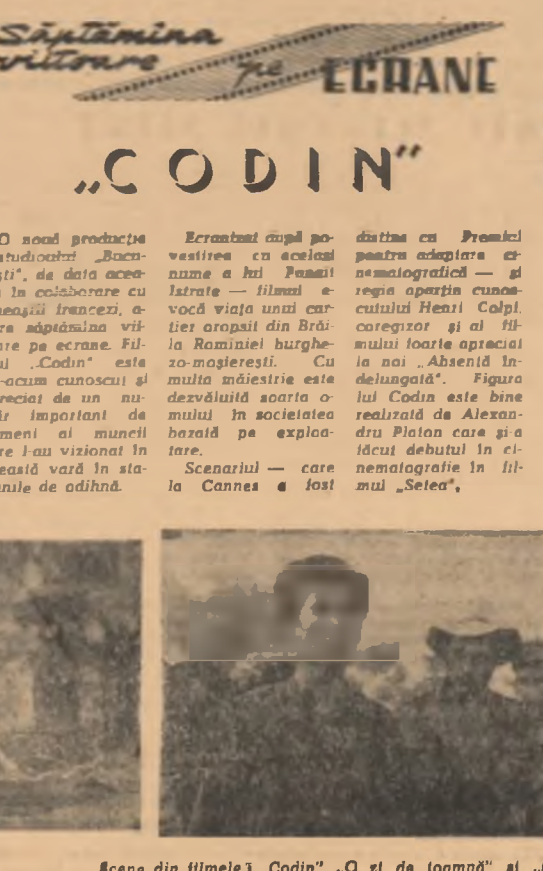 Săptămîna
viitoare
pe ECRANE
„CODIN"
O nouă producție
studioului „Bucu-
ști", de data acea-
în colaborare cu
neaștii francezi, a-
re săptămîna vii-
re pe ecrane. Fil-
ul „Codin" este
-acum cunoscut și
reciat de un nu-
ăr important de
meni ai muncii
re l-au vizionat în
eastă vară în sta-
unile de odihnă.
Ecranizat după po-
vestirea cu același
nume a lui Panait
Istrate — filmul e-
vocă viața unui car-
tier oropsit din Brăi-
la Romîniei burghe-
zo-moșierești. Cu
multa măiestrie este
dezvăluită soarta o-
mului în societatea
bazată pe exploa-
tare.
Scenariul — care
la Cannes a fost
distins cu Premiul
pentru adaptare ci-
nematografică — și
regia aparțin cunos-
cutului Henri Colpi,
coregizor și al fil-
mului foarte apreciat
la noi „Absență în-
delungată". Figura
lui Codin este bine
realizată de Alexan-
dru Platon care și-a
făcut debutul în ci-
nematografie în fil-
mul „Setea".
Scene din filmele: „Codin" „O zi de toamnă" și